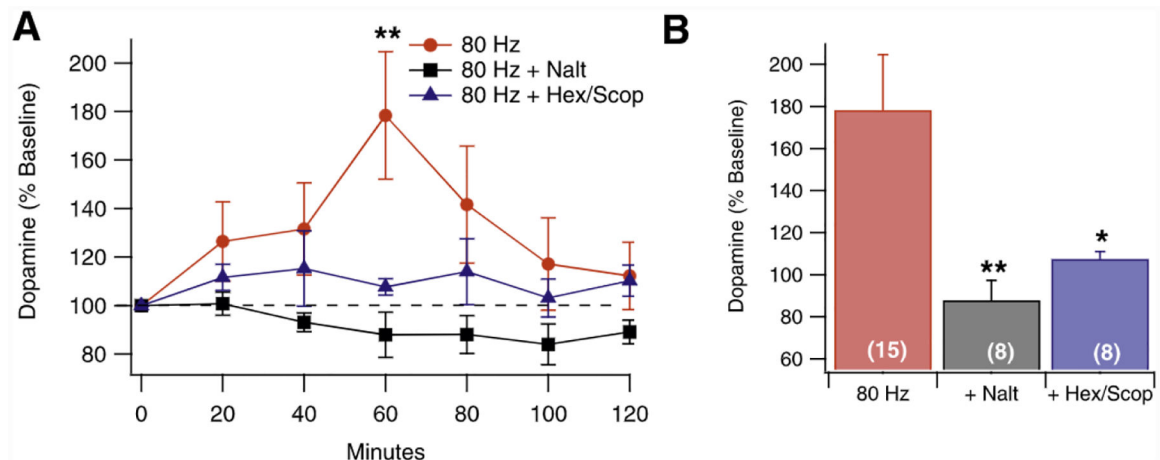 A
Dopamine (% Baseline)
200
180
160
140
120
100
80
**
80 Hz
80 Hz + Nalt
80 Hz + Hex/Scop
0 20 40 60 80 100 120
Minutes
B
Dopamine (% Baseline)
200
180
160
140
120
100
80
60
**
*
(15) (8) (8)
80 Hz + Nalt + Hex/Scop